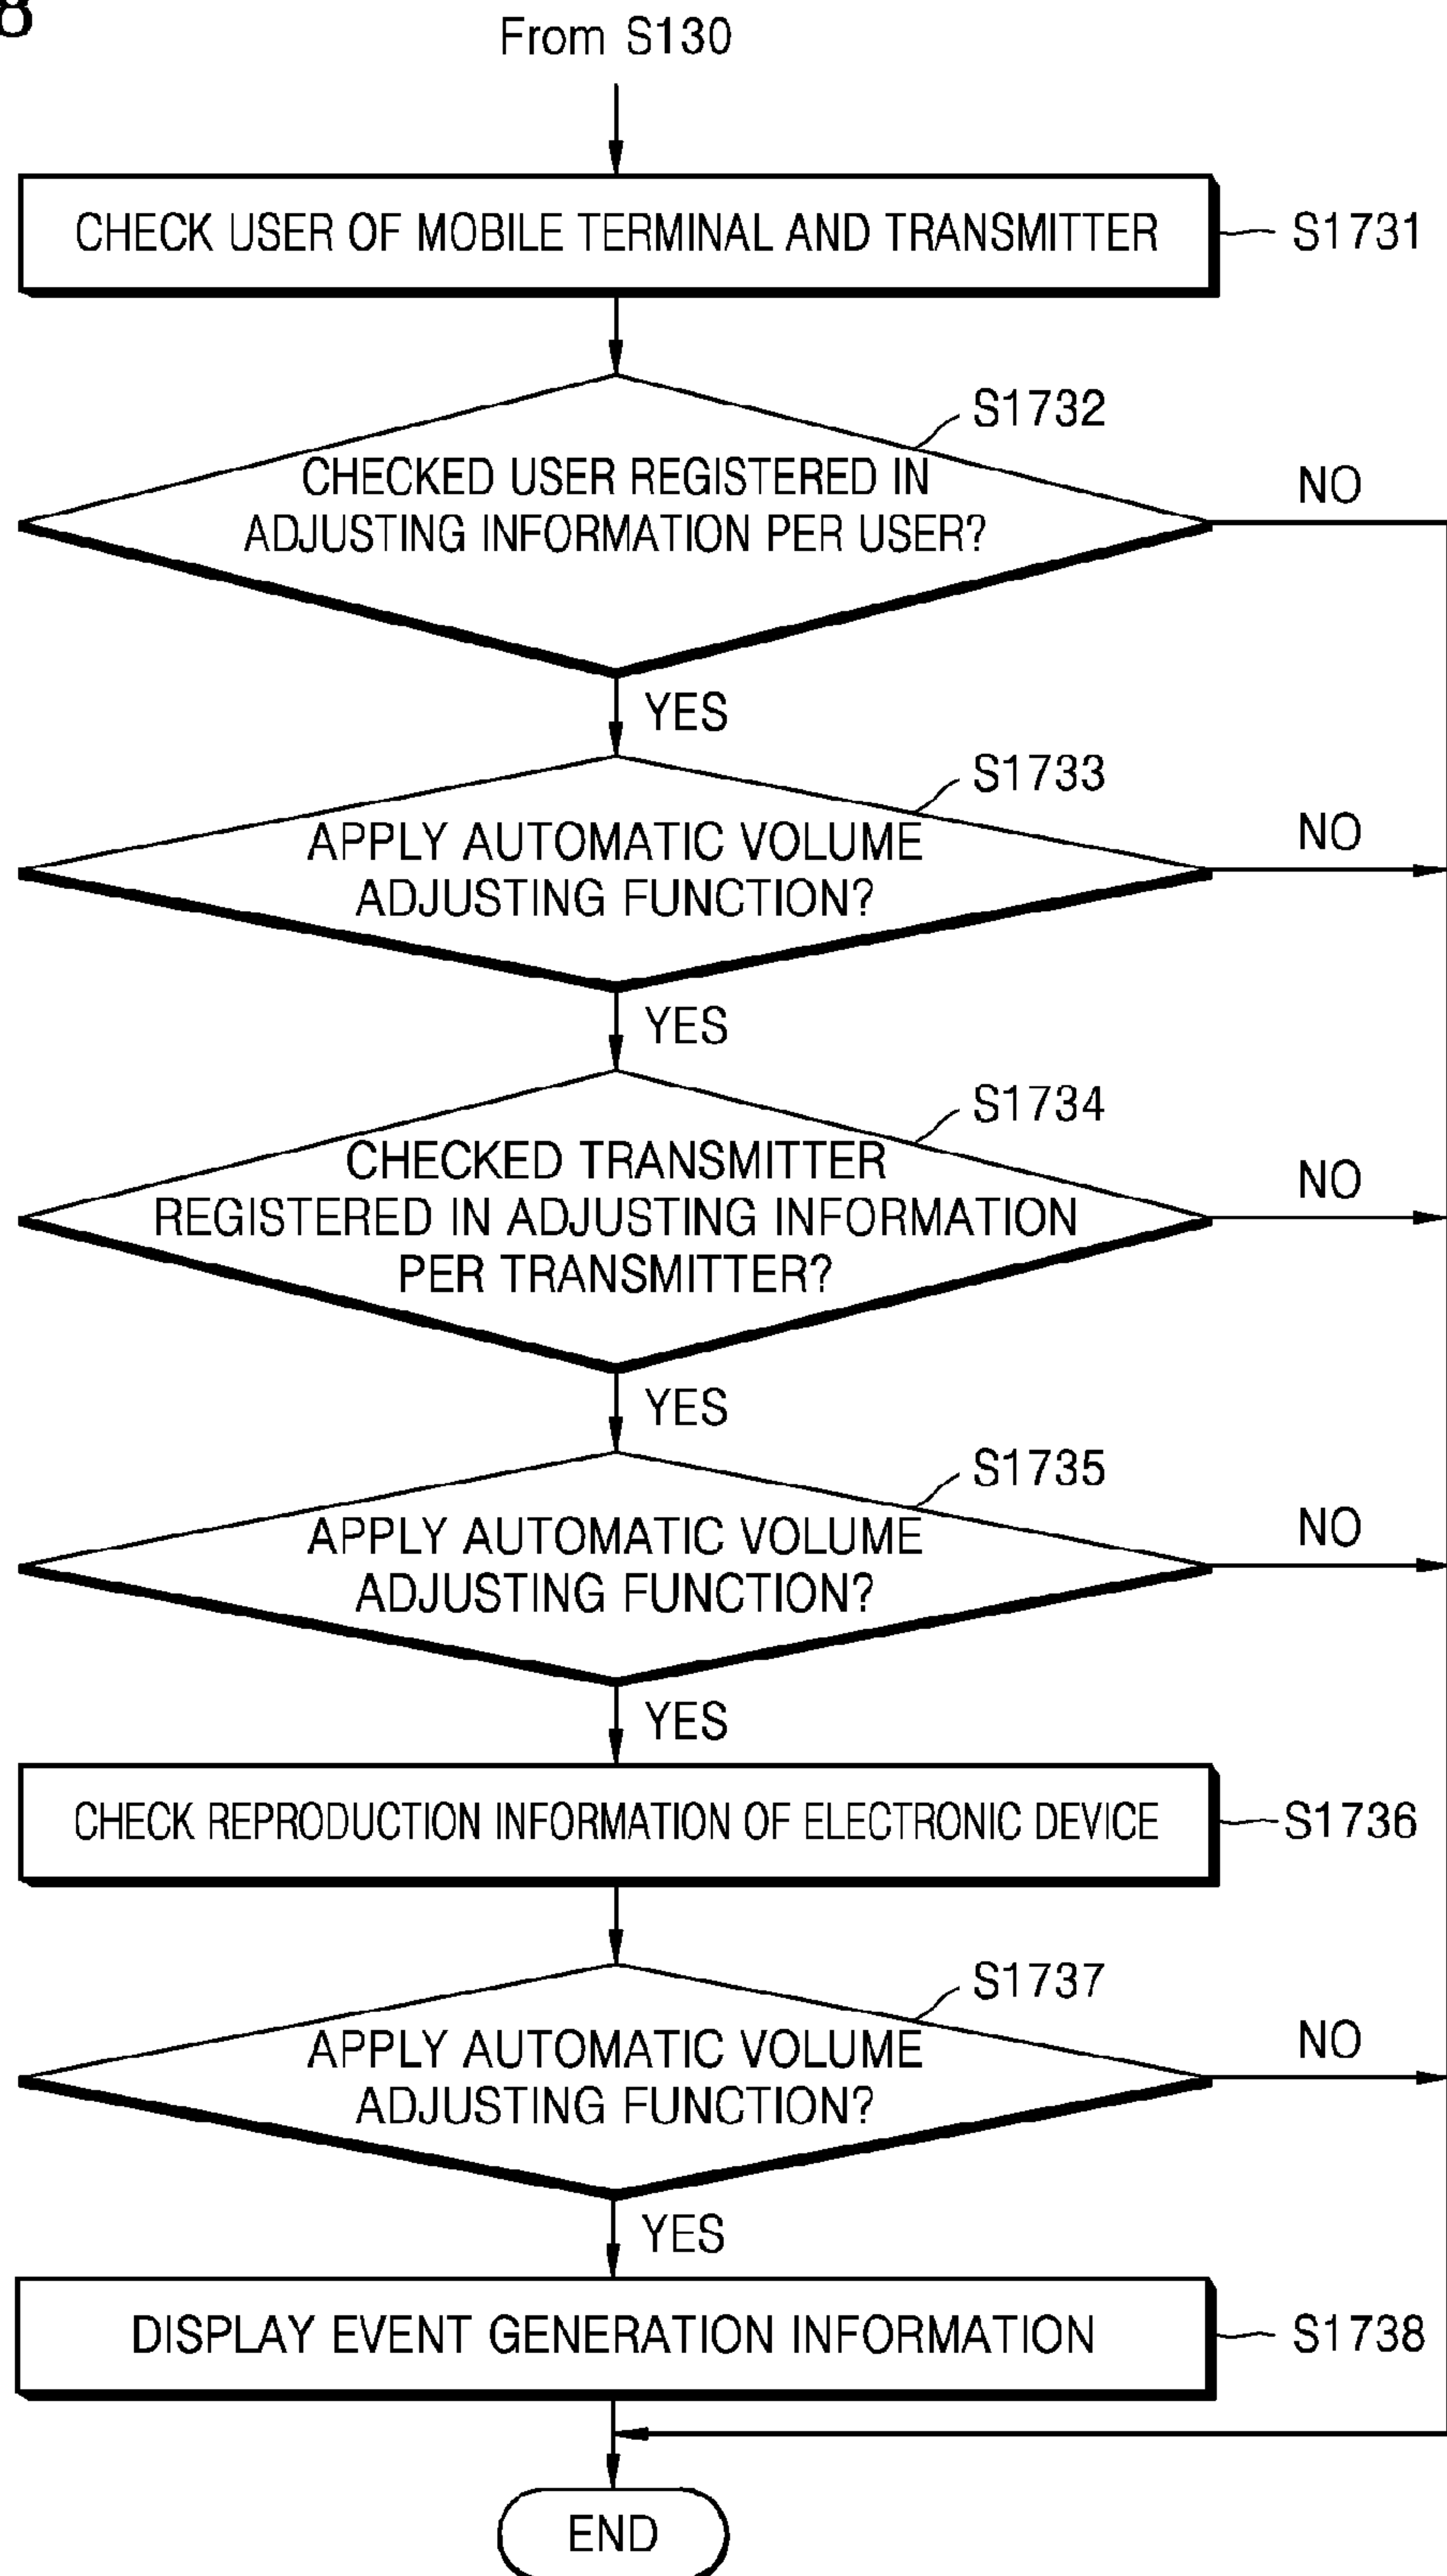 8
From S130
CHECK USER OF MOBILE TERMINAL AND TRANSMITTER
S1731
S1732
CHECKED USER REGISTERED IN
ADJUSTING INFORMATION PER USER?
NO
YES
S1733
APPLY AUTOMATIC VOLUME
ADJUSTING FUNCTION?
NO
YES
S1734
CHECKED TRANSMITTER
REGISTERED IN ADJUSTING INFORMATION
PER TRANSMITTER?
NO
YES
S1735
APPLY AUTOMATIC VOLUME
ADJUSTING FUNCTION?
NO
YES
CHECK REPRODUCTION INFORMATION OF ELECTRONIC DEVICE
S1736
S1737
APPLY AUTOMATIC VOLUME
ADJUSTING FUNCTION?
NO
YES
DISPLAY EVENT GENERATION INFORMATION
S1738
END